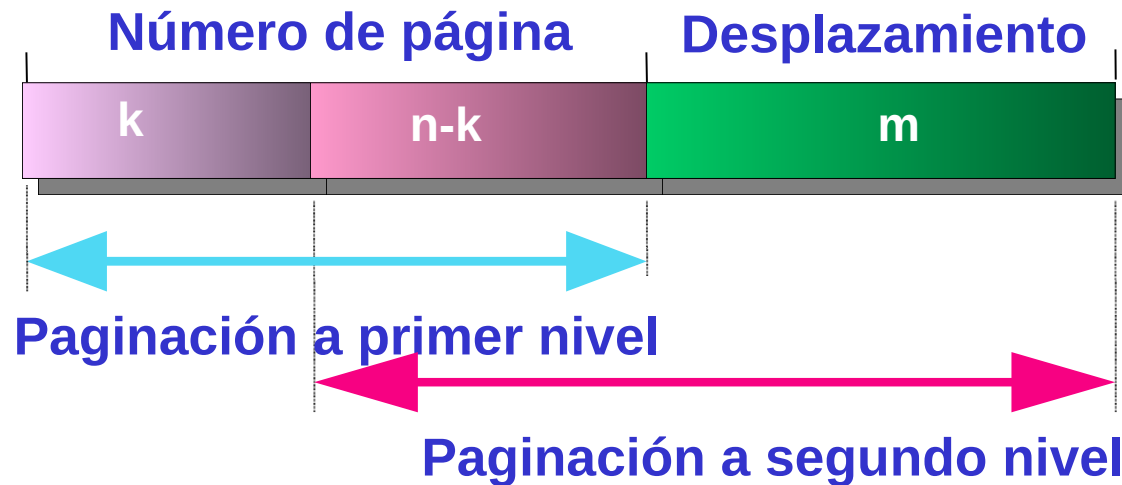 Número de página Desplazamiento
k n-k m
Paginación a primer nivel
Paginación a segundo nivel